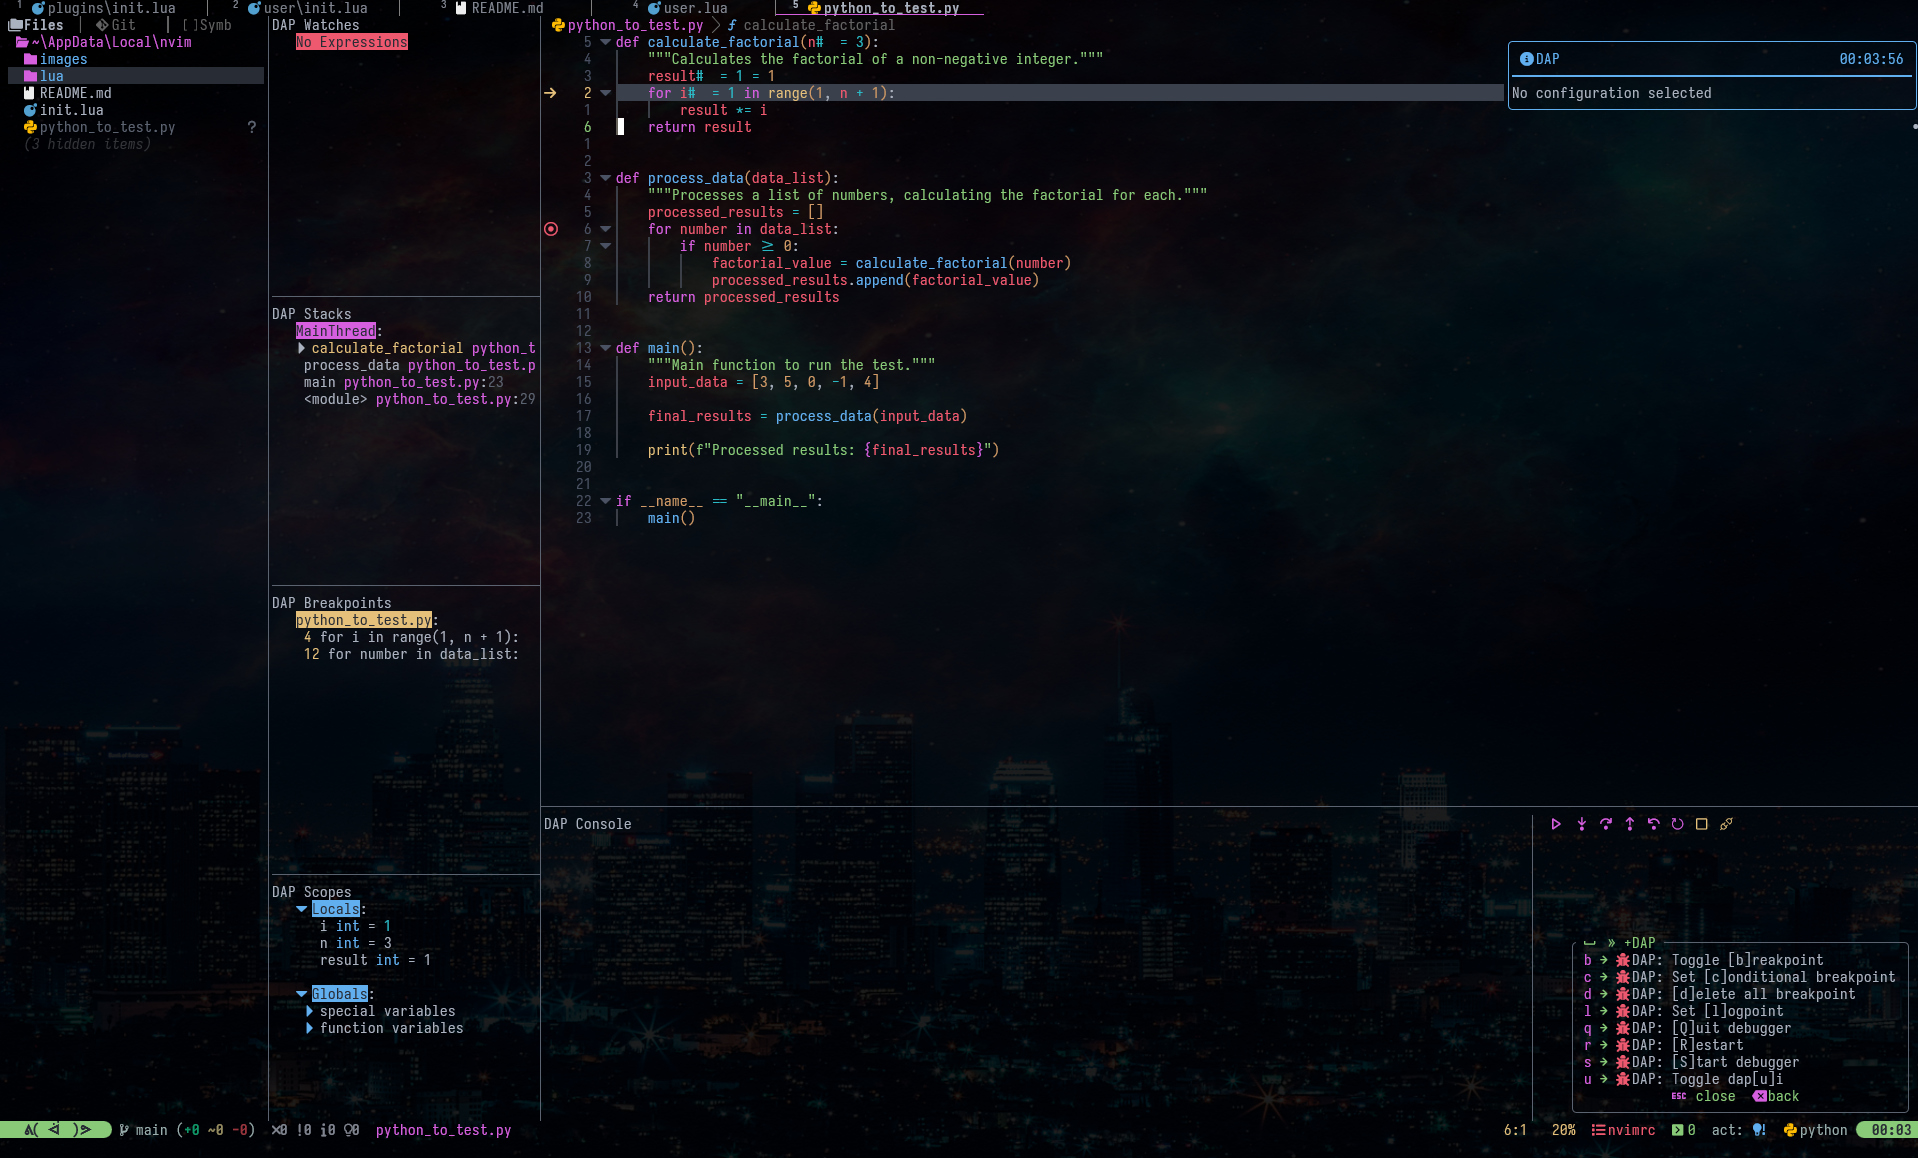 1 plugins\init.lua
2 user\init.lua
3 README.md
4 user.lua
5 python_to_test.py
Files
Git
[ ]Symb
~\AppData\Local\nvim
images
lua
README.md
init.lua
python_to_test.py ?
(3 hidden items)
DAP Watches
No Expressions
DAP Stacks
MainThread:
calculate_factorial python_t
process_data python_to_test.p
main python_to_test.py:23
<module> python_to_test.py:29
DAP Breakpoints
python_to_test.py:
4 for i in range(1, n + 1):
12 for number in data_list:
DAP Scopes
Locals:
i int = 1
n int = 3
result int = 1
Globals:
special variables
function variables
python_to_test.py > ƒ calculate_factorial
5 def calculate_factorial(n#  = 3):
4 """Calculates the factorial of a non-negative integer."""
3 result#  = 1 = 1
2 for i#  = 1 in range(1, n + 1):
1 result *= i
6 return result
1
2
3 def process_data(data_list):
4 """Processes a list of numbers, calculating the factorial for each."""
5 processed_results = []
6 for number in data_list:
7 if number ≥ 0:
8 factorial_value = calculate_factorial(number)
9 processed_results.append(factorial_value)
10 return processed_results
11
12
13 def main():
14 """Main function to run the test."""
15 input_data = [3, 5, 0, -1, 4]
16
17 final_results = process_data(input_data)
18
19 print(f"Processed results: {final_results}")
20
21
22 if __name__ == "__main__":
23 main()
DAP 00:03:56
No configuration selected
DAP Console
» +DAP
b → DAP: Toggle [b]reakpoint
c → DAP: Set [c]onditional breakpoint
d → DAP: [d]elete all breakpoint
l → DAP: Set [l]ogpoint
q → DAP: [Q]uit debugger
r → DAP: [R]estart
s → DAP: [S]tart debugger
u → DAP: Toggle dap[u]i
ESC close back
main (+0 ~0 -0) 0 !0 i0 0 python_to_test.py
6:1 20% nvimrc 0 act: ! python 00:03